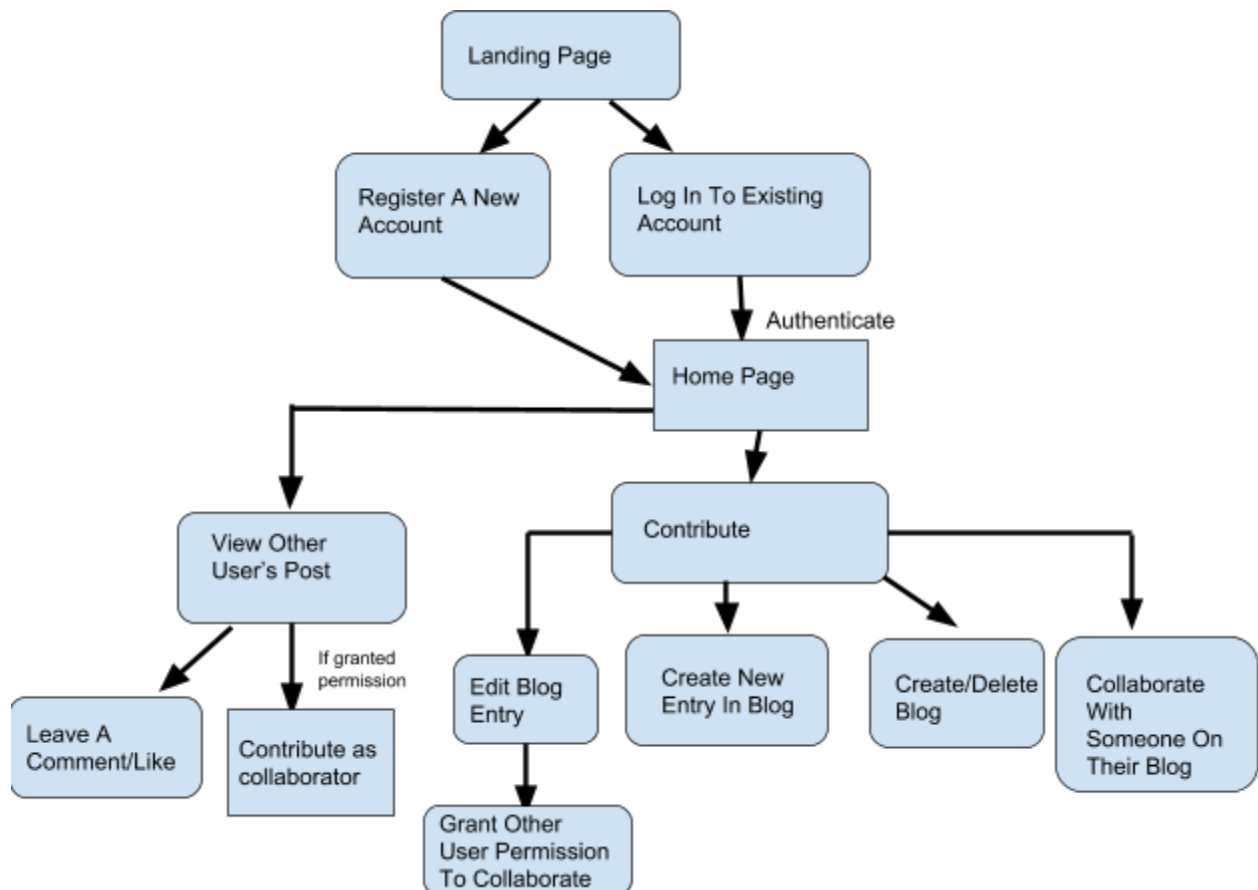 Landing Page
Register A New
Account
Log In To Existing
Account
Authenticate
Home Page
View Other
User's Post
Contribute
If granted
permission
Leave A
Comment/Like
Contribute as
collaborator
Edit Blog
Entry
Create New
Entry In Blog
Create/Delete
Blog
Collaborate
With
Someone On
Their Blog
Grant Other
User Permission
To Collaborate